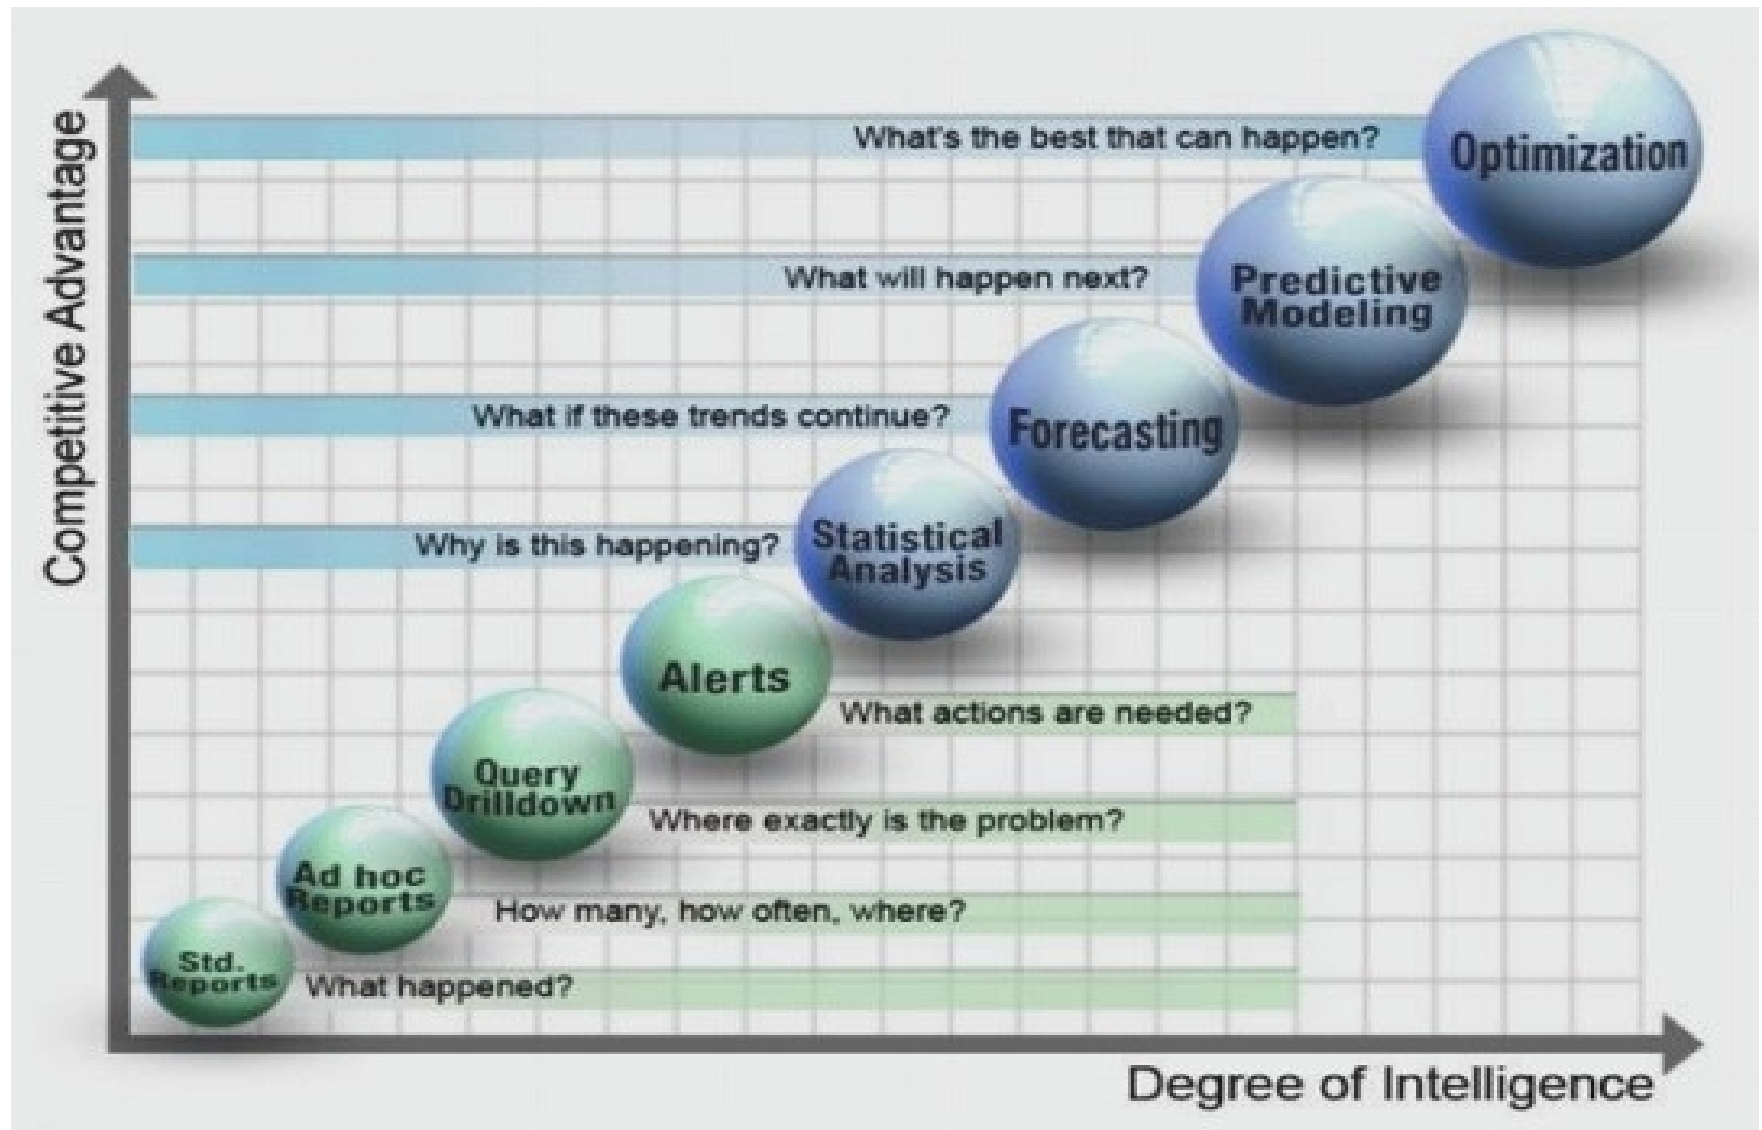 Competitive Advantage
What's the best that can happen?
Optimization
What will happen next?
Predictive
Modeling
What if these trends continue?
Forecasting
Why is this happening?
Statistical
Analysis
Alerts
What actions are needed?
Query
Drilldown
Where exactly is the problem?
Ad hoc
Reports
How many, how often, where?
Std.
Reports
What happened?
Degree of Intelligence